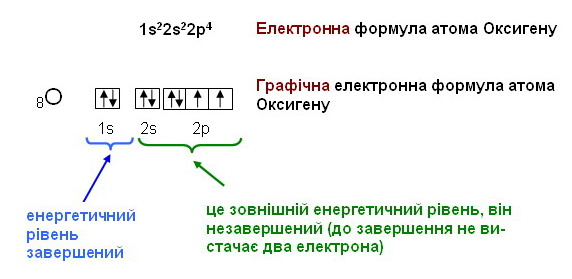 1s²2s²2p⁴ Електронна формула атома Оксигену
Графічна електронна формула атома
₈O ↑↓ ↑↓ ↑↓ ↑ ↑ Оксигену
1s 2s 2p
енергетичний
рівень
завершений
це зовнішній енергетичний рівень, він
незавершений (до завершення не ви-
стачає два електрона)